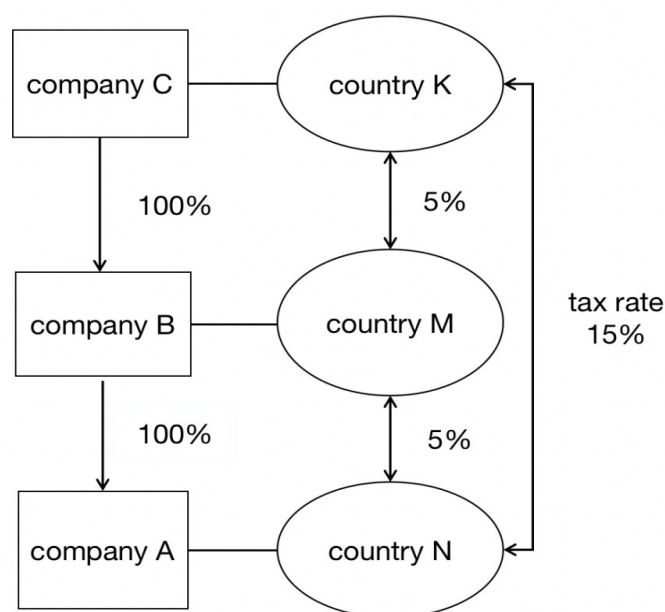 company C
country K
100%
5%
company B
country M
tax rate
15%
100%
5%
company A
country N